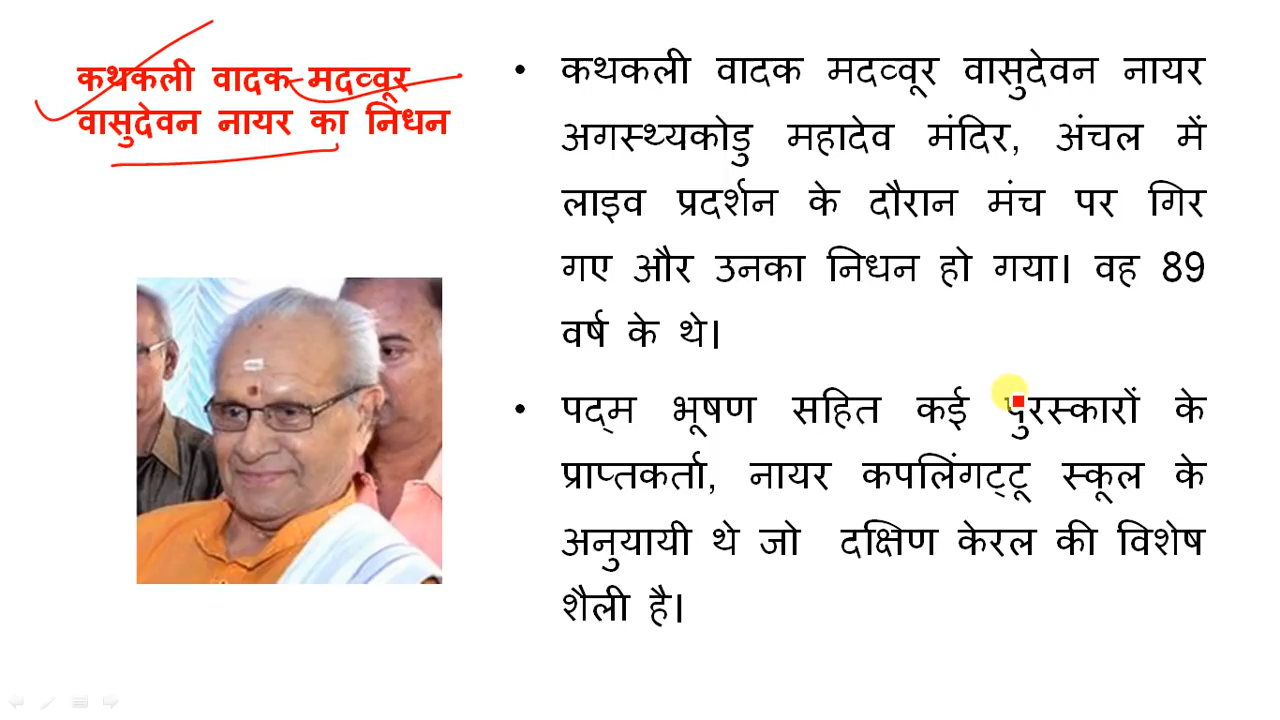 कथकली वादक मदव्वूर
वासुदेवन नायर का निधन
• कथकली वादक मदव्वूर वासुदेवन नायर
अगस्थ्यकोडु महादेव मंदिर, अंचल में
लाइव प्रदर्शन के दौरान मंच पर गिर
गए और उनका निधन हो गया। वह 89
वर्ष के थे।
• पद्म भूषण सहित कई पुरस्कारों के
प्राप्तकर्ता, नायर कपलिंगट्टू स्कूल के
अनुयायी थे जो दक्षिण केरल की विशेष
शैली है।